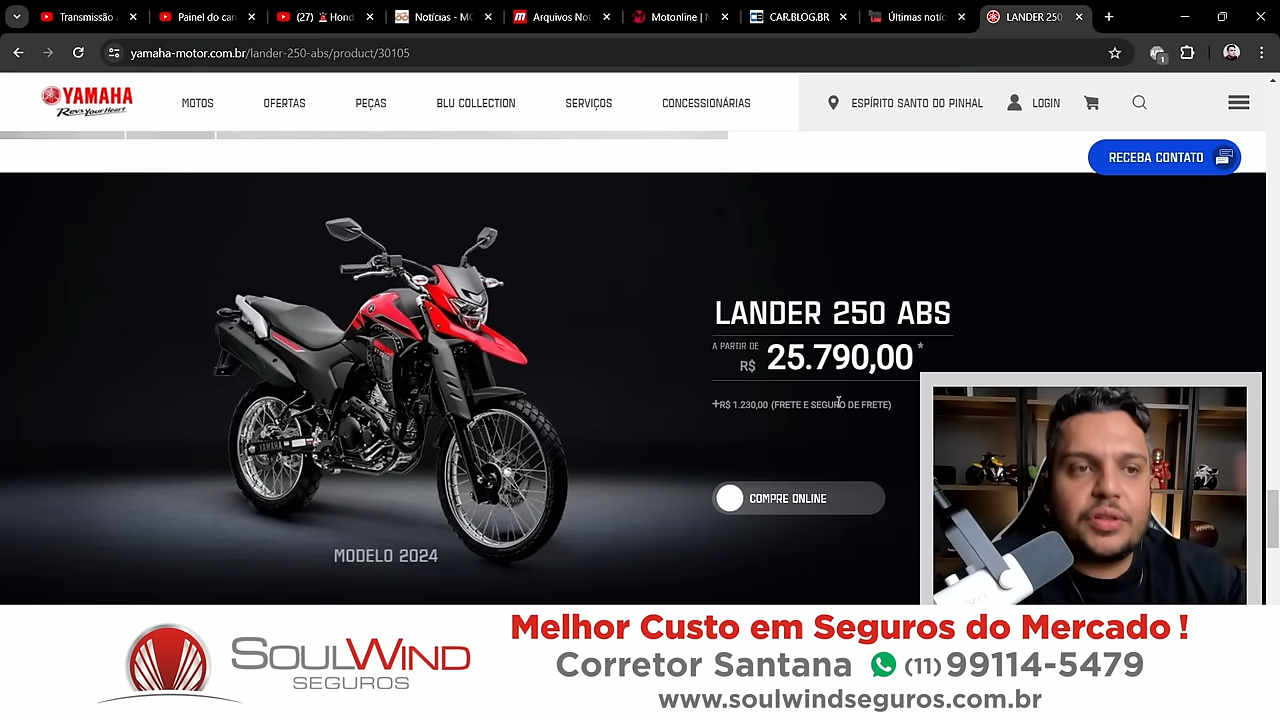 Transmissão a
Painel do can
(27) 🚨 Hond
Notícias - MO
Arquivos Not
Motonline | N
CAR.BLOG.BR
Últimas notíc
LANDER 250
yamaha-motor.com.br/lander-250-abs/product/30105
YAMAHA
Revs Your Heart
MOTOS
OFERTAS
PEÇAS
BLU COLLECTION
SERVIÇOS
CONCESSIONÁRIAS
ESPÍRITO SANTO DO PINHAL
LOGIN
RECEBA CONTATO
LANDER 250 ABS
A PARTIR DE
R$ 25.790,00*
+R$ 1.230,00 (FRETE E SEGURO DE FRETE)
COMPRE ONLINE
YAMAHA
MODELO 2024
SOULWIND
SEGUROS
Melhor Custo em Seguros do Mercado !
Corretor Santana (11) 99114-5479
www.soulwindseguros.com.br